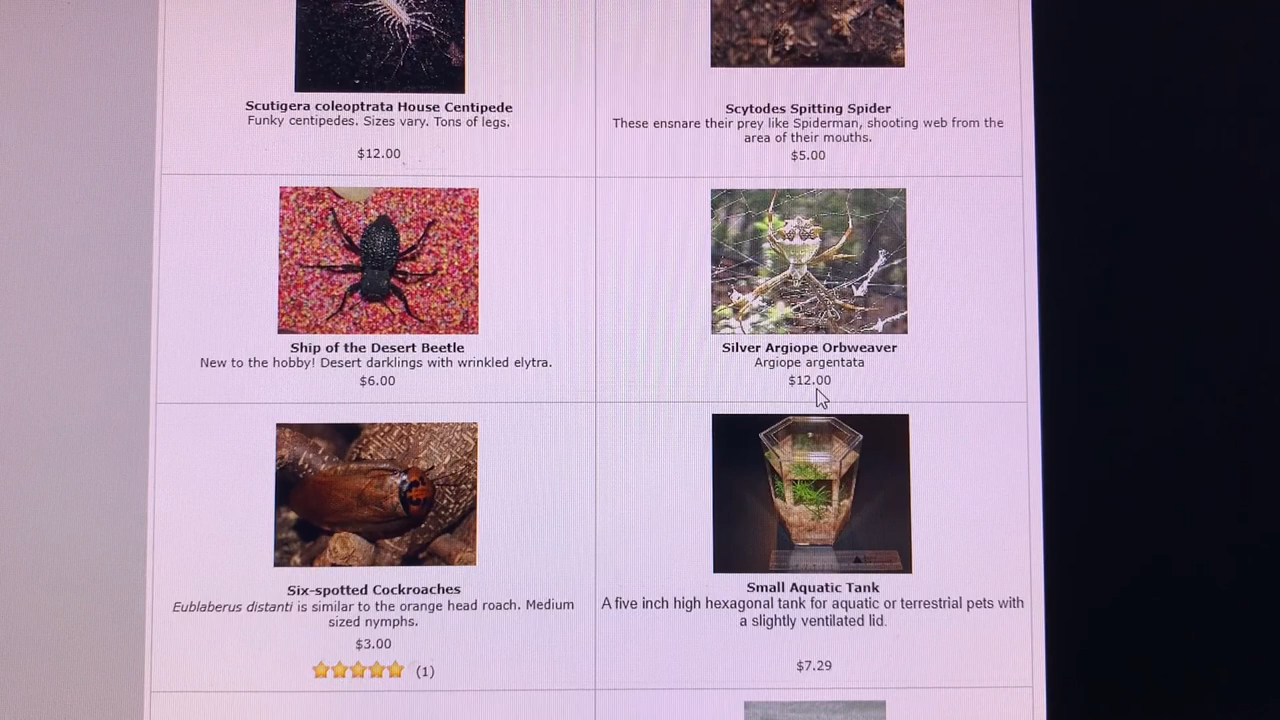 Scutigera coleoptrata House Centipede
Funky centipedes. Sizes vary. Tons of legs.
$12.00
Scytodes Spitting Spider
These ensnare their prey like Spiderman, shooting web from the
area of their mouths.
$5.00
Ship of the Desert Beetle
New to the hobby! Desert darklings with wrinkled elytra.
$6.00
Silver Argiope Orbweaver
Argiope argentata
$12.00
Six-spotted Cockroaches
Eublaberus distanti is similar to the orange head roach. Medium
sized nymphs.
$3.00
(1)
Small Aquatic Tank
A five inch high hexagonal tank for aquatic or terrestrial pets with
a slightly ventilated lid.
$7.29